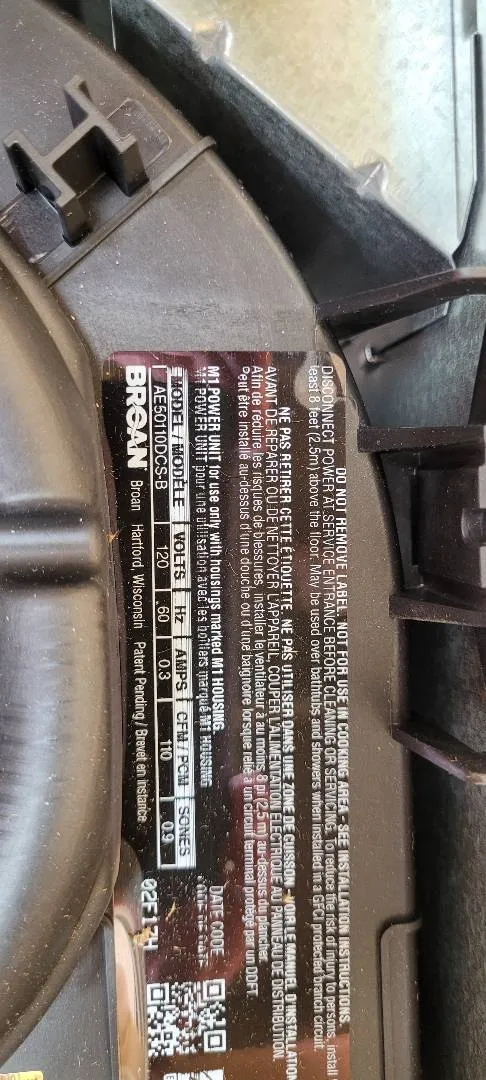 DO NOT REMOVE LABEL. NOT FOR USE IN COOKING AREA - SEE INSTALLATION INSTRUCTIONS.
DISCONNECT POWER AT SERVICE ENTRANCE BEFORE CLEANING OR SERVICING. To reduce the risk of injury to persons, install
least 8 feet (2.5m) above the floor. May be used over bathtubs and showers when installed in a GFCI protected branch circuit.
NE PAS RETIRER CETTE ÉTIQUETTE. NE PAS UTILISER DANS UNE ZONE DE CUISSON - VOIR LE MANUEL D'INSTALLATION
AVANT DE RÉPARER OU DE NETTOYER L'APPAREIL, COUPER L'ALIMENTATION ÉLECTRIQUE AU PANNEAU DE DISTRIBUTION.
Afin de réduire les risques de blessures, installer le ventilateur à au moins 8 pi (2,5 m) au-dessus du plancher.
Peut être installé au-dessus d'une douche ou d'une baignoire lorsque relié à un circuit terminal protégé par un DDFT.
M1 POWER UNIT for use only with housings marked M1 HOUSING
M1 POWER UNIT pour une utilisation avec les boîtiers marqué M1 HOUSING
MODEL / MODÈLE VOLTS Hz AMPS CFM / PCM SONES
AE50110DCS-B 120 60 0.3 110 0.9
DATE CODE
BROAN Broan Hartford, Wisconsin Patent Pending / Brevet en instance